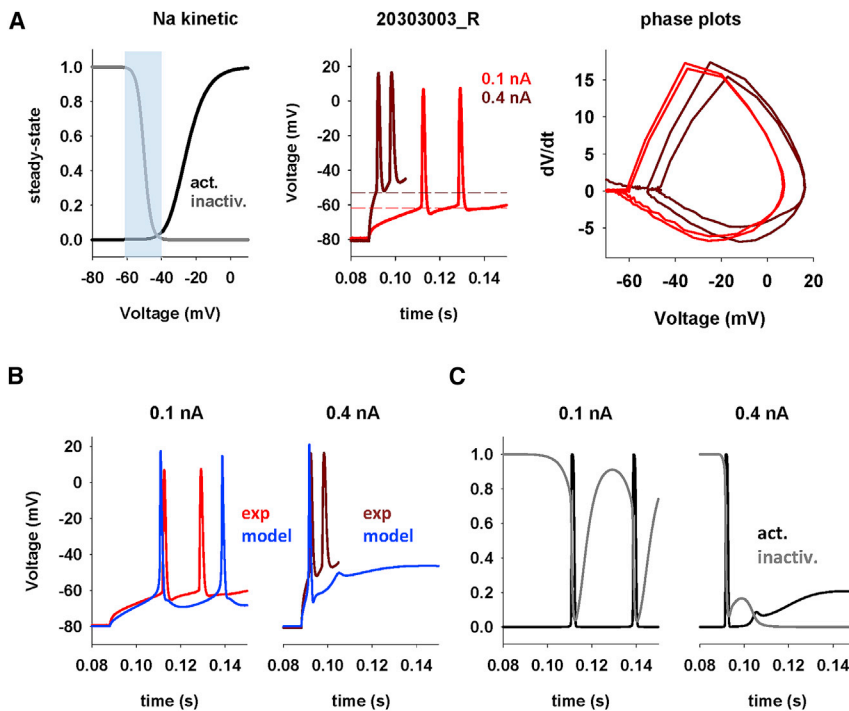 A
Na kinetic
steady-state
1.0
0.8
0.6
0.4
0.2
0.0
act.
inactiv.
-80 -60 -40 -20 0
Voltage (mV)
20303003_R
Voltage (mV)
20
0
-20
-40
-60
-80
0.1 nA
0.4 nA
0.08 0.10 0.12 0.14
time (s)
phase plots
dV/dt
15
10
5
0
-5
-60 -40 -20 0 20
Voltage (mV)
B
0.1 nA
Voltage (mV)
20
0
-20
-40
-60
-80
exp
model
0.08 0.10 0.12 0.14
time (s)
0.4 nA
exp
model
0.08 0.10 0.12 0.14
time (s)
C
0.1 nA
1.0
0.8
0.6
0.4
0.2
0.0
0.08 0.10 0.12 0.14
time (s)
0.4 nA
act.
inactiv.
0.08 0.10 0.12 0.14
time (s)